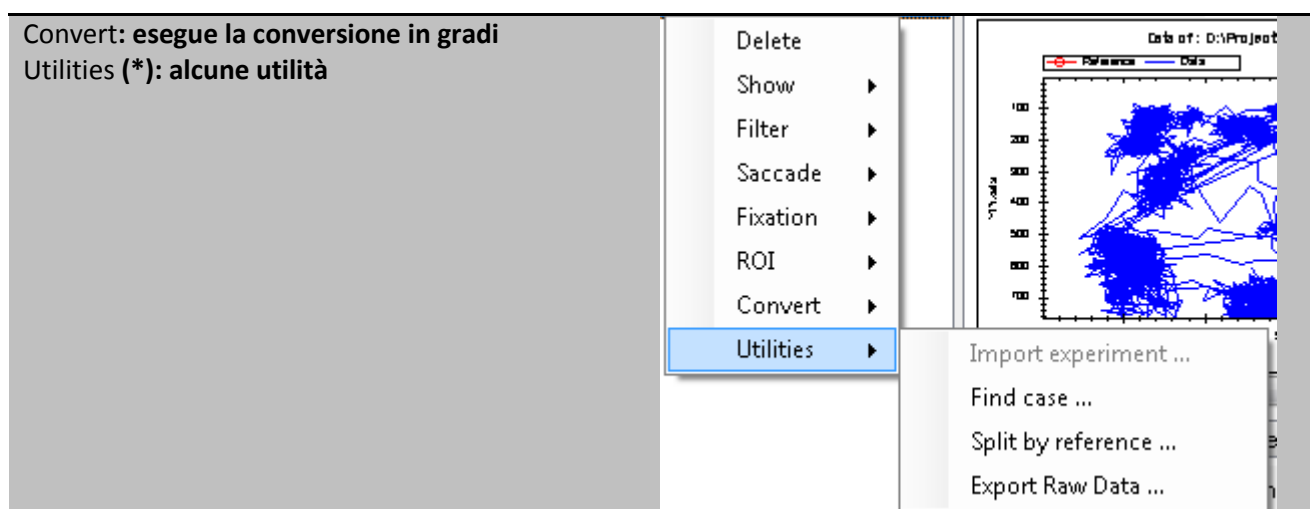 Convert: esegue la conversione in gradi
Utilities (*): alcune utilità
Delete
Show
Filter
Saccade
Fixation
ROI
Convert
Utilities
Import experiment ...
Find case ...
Split by reference ...
Export Raw Data ...
Data of : D:\Project
Reference Data
100
200
300
400
500
600
700